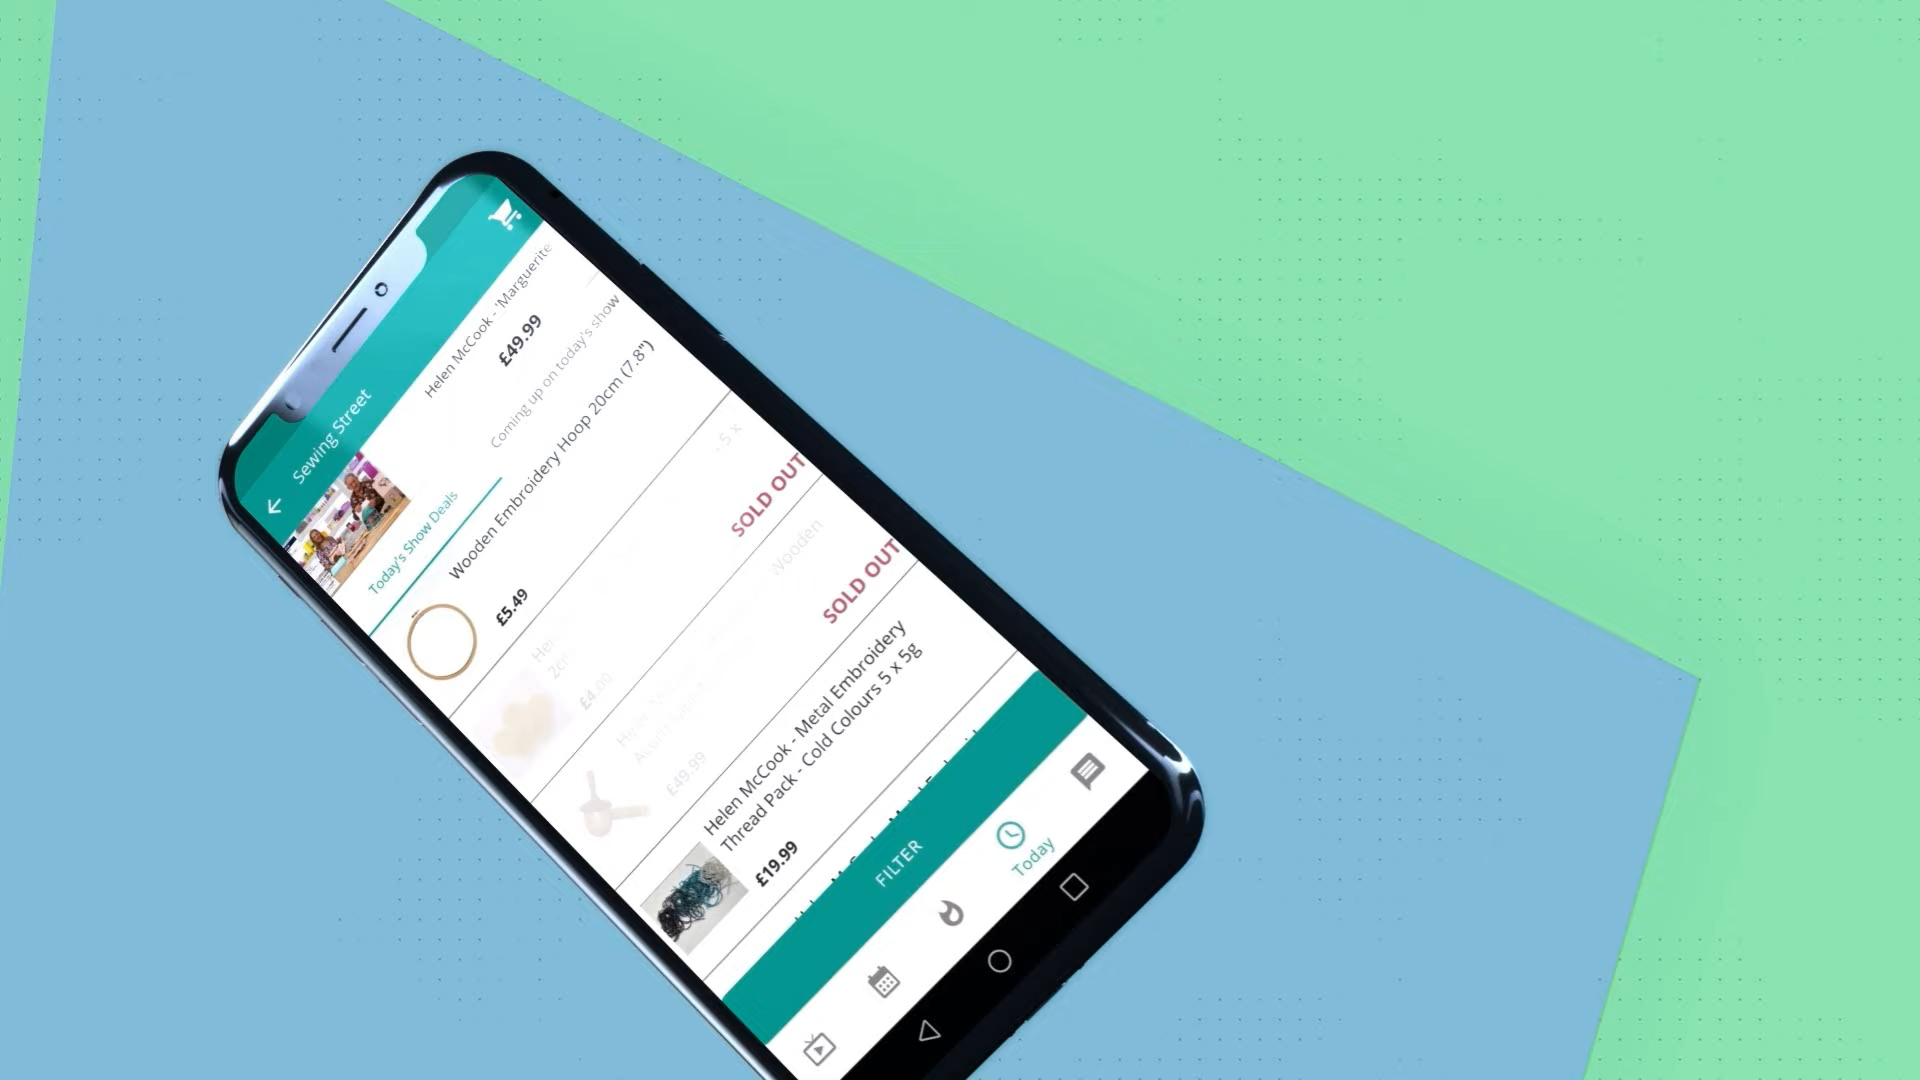 Sewing Street
Helen McCook - 'Marguerite
£49.99
Today's Show Deals
Coming up on today's show
Wooden Embroidery Hoop 20cm (7.8")
£5.49
.5 x
£4.00
SOLD OUT
Wooden
£49.99
SOLD OUT
Helen McCook - Metal Embroidery
Thread Pack - Cold Colours 5 x 5g
£19.99
FILTER
Today